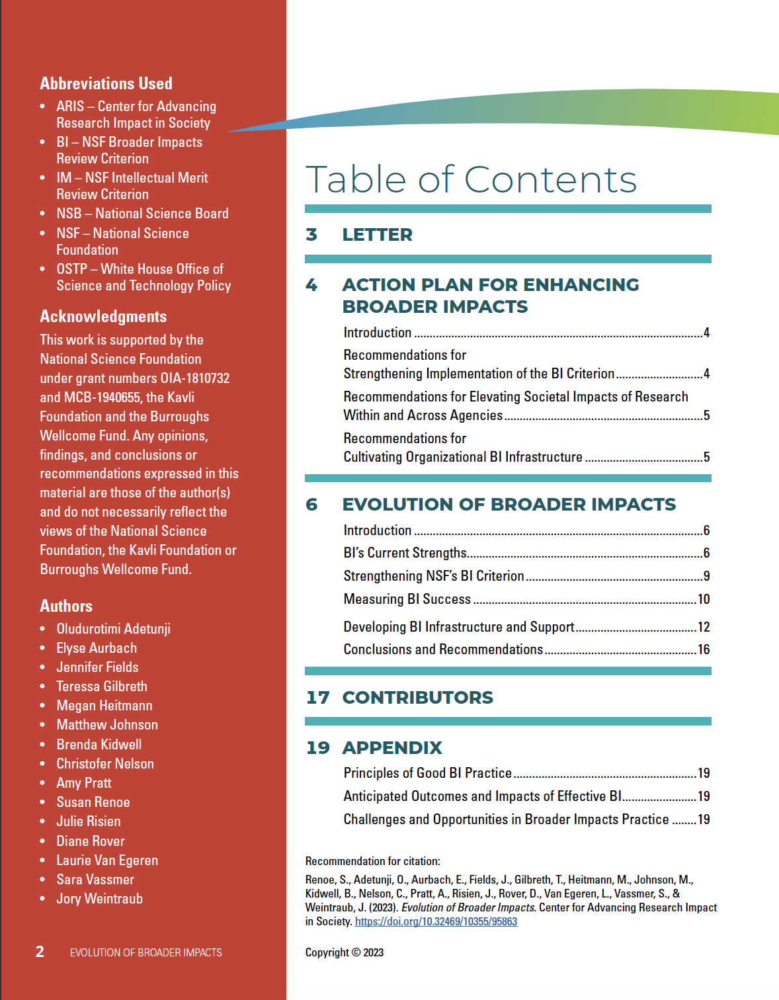 Abbreviations Used
• ARIS – Center for Advancing
Research Impact in Society
• BI – NSF Broader Impacts
Review Criterion
• IM – NSF Intellectual Merit
Review Criterion
• NSB – National Science Board
• NSF – National Science
Foundation
• OSTP – White House Office of
Science and Technology Policy
Acknowledgments
This work is supported by the
National Science Foundation
under grant numbers OIA-1810732
and MCB-1940655, the Kavli
Foundation and the Burroughs
Wellcome Fund. Any opinions,
findings, and conclusions or
recommendations expressed in this
material are those of the author(s)
and do not necessarily reflect the
views of the National Science
Foundation, the Kavli Foundation or
Burroughs Wellcome Fund.
Authors
• Oludurotimi Adetunji
• Elyse Aurbach
• Jennifer Fields
• Teressa Gilbreth
• Megan Heitmann
• Matthew Johnson
• Brenda Kidwell
• Christofer Nelson
• Amy Pratt
• Susan Renoe
• Julie Risien
• Diane Rover
• Laurie Van Egeren
• Sara Vassmer
• Jory Weintraub
2 EVOLUTION OF BROADER IMPACTS
Table of Contents
3 LETTER
4 ACTION PLAN FOR ENHANCING
BROADER IMPACTS
Introduction ............................................................................................4
Recommendations for
Strengthening Implementation of the BI Criterion............................4
Recommendations for Elevating Societal Impacts of Research
Within and Across Agencies................................................................5
Recommendations for
Cultivating Organizational BI Infrastructure ......................................5
6 EVOLUTION OF BROADER IMPACTS
Introduction ............................................................................................6
BI's Current Strengths...........................................................................6
Strengthening NSF's BI Criterion.........................................................9
Measuring BI Success .......................................................................10
Developing BI Infrastructure and Support.......................................12
Conclusions and Recommendations.................................................16
17 CONTRIBUTORS
19 APPENDIX
Principles of Good BI Practice...........................................................19
Anticipated Outcomes and Impacts of Effective BI........................19
Challenges and Opportunities in Broader Impacts Practice ........19
Recommendation for citation:
Renoe, S., Adetunji, O., Aurbach, E., Fields, J., Gilbreth, T., Heitmann, M., Johnson, M.,
Kidwell, B., Nelson, C., Pratt, A., Risien, J., Rover, D., Van Egeren, L., Vassmer, S., &
Weintraub, J. (2023). Evolution of Broader Impacts. Center for Advancing Research Impact
in Society. https://doi.org/10.32469/10355/95863
Copyright © 2023